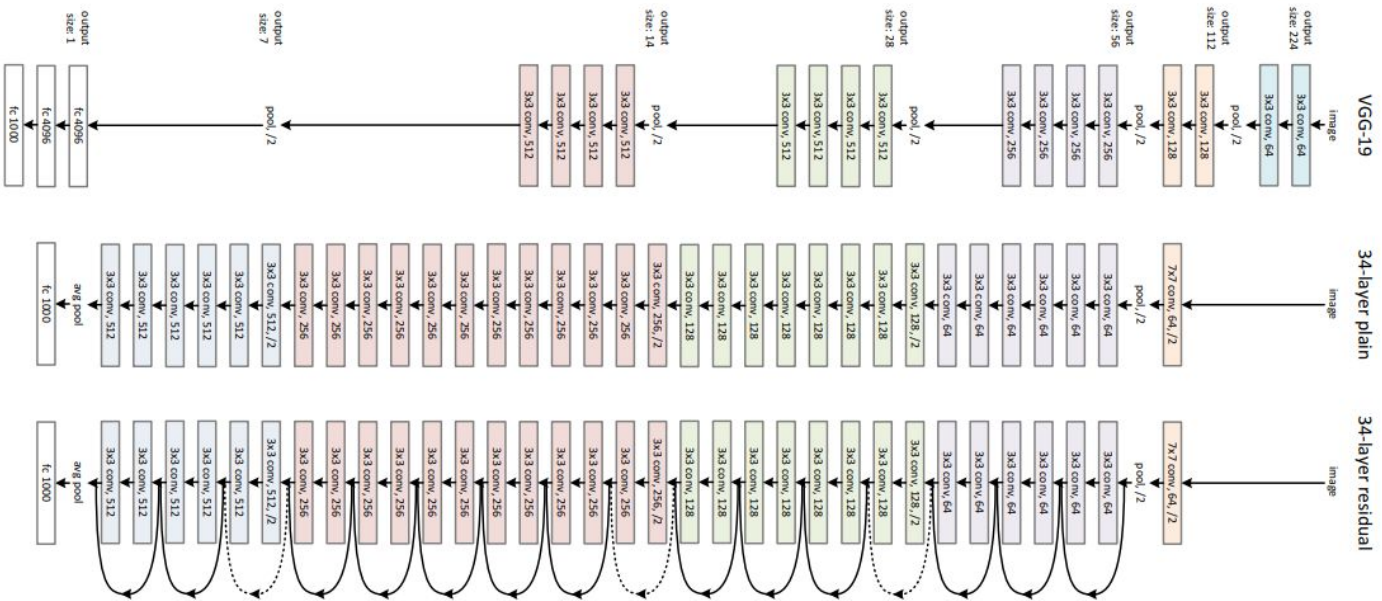 output
size: 224
output
size: 112
output
size: 56
output
size: 28
output
size: 14
output
size: 7
output
size: 1
VGG-19
image
3x3 conv, 64
3x3 conv, 64
pool, /2
3x3 conv, 128
3x3 conv, 128
pool, /2
3x3 conv, 256
3x3 conv, 256
3x3 conv, 256
3x3 conv, 256
pool, /2
3x3 conv, 512
3x3 conv, 512
3x3 conv, 512
3x3 conv, 512
pool, /2
3x3 conv, 512
3x3 conv, 512
3x3 conv, 512
3x3 conv, 512
pool, /2
fc 4096
fc 4096
fc 1000
34-layer plain
image
7x7 conv, 64, /2
pool, /2
3x3 conv, 64
3x3 conv, 64
3x3 conv, 64
3x3 conv, 64
3x3 conv, 64
3x3 conv, 64
3x3 conv, 128, /2
3x3 conv, 128
3x3 conv, 128
3x3 conv, 128
3x3 conv, 128
3x3 conv, 128
3x3 conv, 128
3x3 conv, 128
3x3 conv, 256, /2
3x3 conv, 256
3x3 conv, 256
3x3 conv, 256
3x3 conv, 256
3x3 conv, 256
3x3 conv, 256
3x3 conv, 256
3x3 conv, 256
3x3 conv, 256
3x3 conv, 256
3x3 conv, 256
3x3 conv, 512, /2
3x3 conv, 512
3x3 conv, 512
3x3 conv, 512
3x3 conv, 512
3x3 conv, 512
avg pool
fc 1000
34-layer residual
image
7x7 conv, 64, /2
pool, /2
3x3 conv, 64
3x3 conv, 64
3x3 conv, 64
3x3 conv, 64
3x3 conv, 64
3x3 conv, 64
3x3 conv, 128, /2
3x3 conv, 128
3x3 conv, 128
3x3 conv, 128
3x3 conv, 128
3x3 conv, 128
3x3 conv, 128
3x3 conv, 128
3x3 conv, 256, /2
3x3 conv, 256
3x3 conv, 256
3x3 conv, 256
3x3 conv, 256
3x3 conv, 256
3x3 conv, 256
3x3 conv, 256
3x3 conv, 256
3x3 conv, 256
3x3 conv, 256
3x3 conv, 256
3x3 conv, 512, /2
3x3 conv, 512
3x3 conv, 512
3x3 conv, 512
3x3 conv, 512
3x3 conv, 512
avg pool
fc 1000